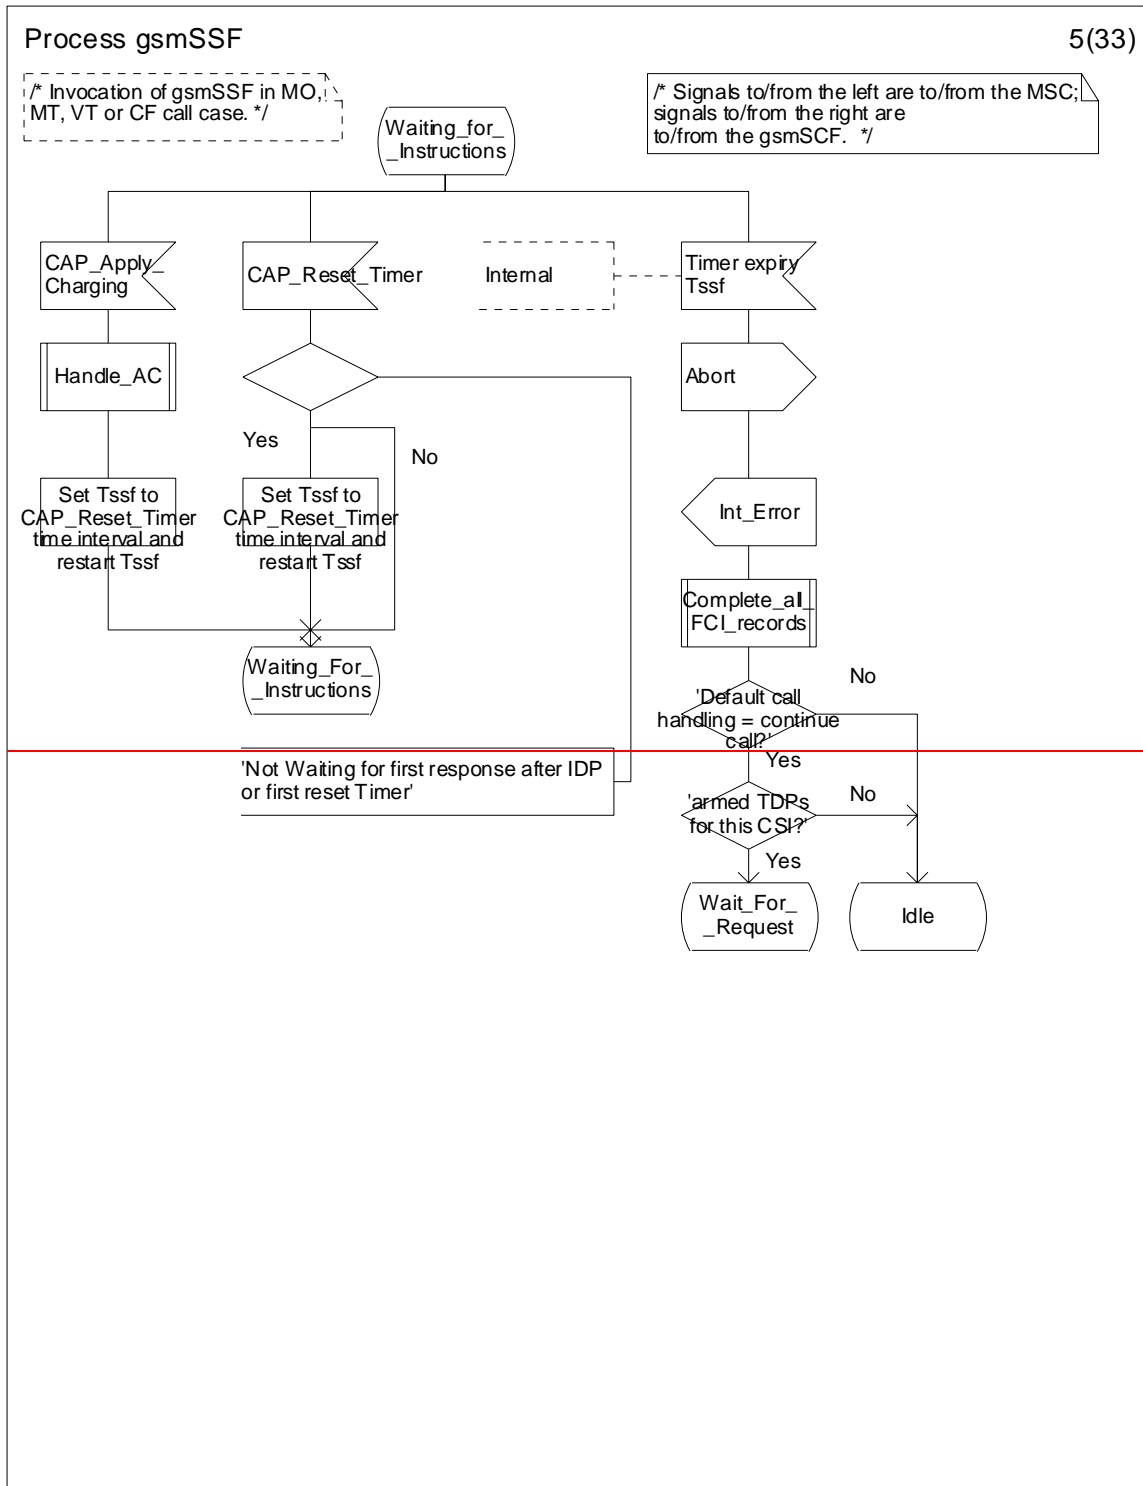 Process gsmSSF
5(33)
/* Invocation of gsmSSF in MO,
MT, VT or CF call case. */
/* Signals to/from the left are to/from the MSC;
signals to/from the right are
to/from the gsmSCF. */
Waiting_for_
_Instructions
CAP_Apply_
Charging
CAP_Reset_Timer
Internal
Timer expiry
Tssf
Handle_AC
Abort
Yes
No
Set Tssf to
CAP_Reset_Timer
time interval and
restart Tssf
Set Tssf to
CAP_Reset_Timer
time interval and
restart Tssf
Int_Error
Complete_all_
FCI_records
Waiting_For_
_Instructions
No
'Default call
handling = continue
call?'
Yes
'Not Waiting for first response after IDP
or first reset Timer'
'armed TDPs
for this CSI?'
No
Yes
Wait_For_
_Request
Idle